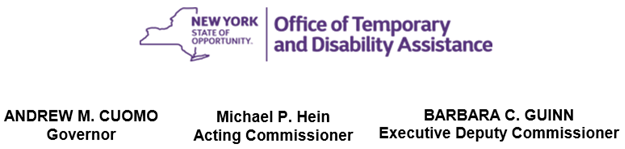 NEW YORK
STATE OF
OPPORTUNITY.
Office of Temporary
and Disability Assistance
ANDREW M. CUOMO
Governor
Michael P. Hein
Acting Commissioner
BARBARA C. GUINN
Executive Deputy Commissioner